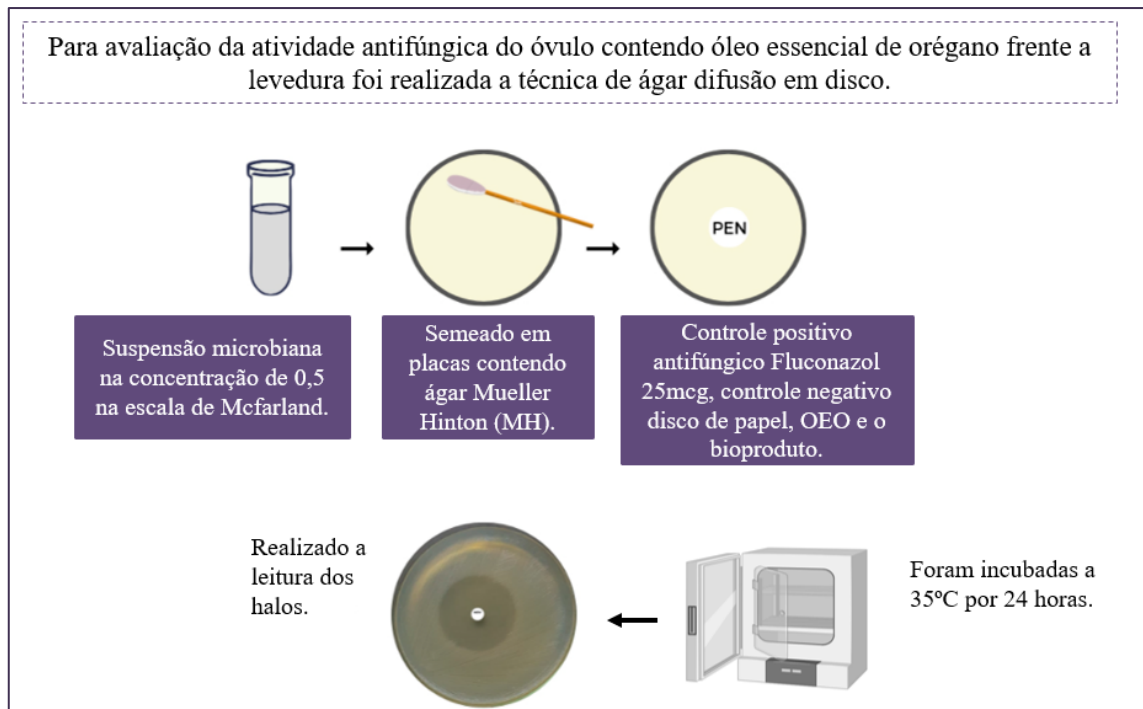 Para avaliação da atividade antifúngica do óvulo contendo óleo essencial de orégano frente a
levedura foi realizada a técnica de ágar difusão em disco.
PEN
Suspensão microbiana
na concentração de 0,5
na escala de Mcfarland.
Semeado em
placas contendo
ágar Mueller
Hinton (MH).
Controle positivo
antifúngico Fluconazol
25mcg, controle negativo
disco de papel, OEO e o
bioproduto.
Realizado a
leitura dos
halos.
Foram incubadas a
35ºC por 24 horas.